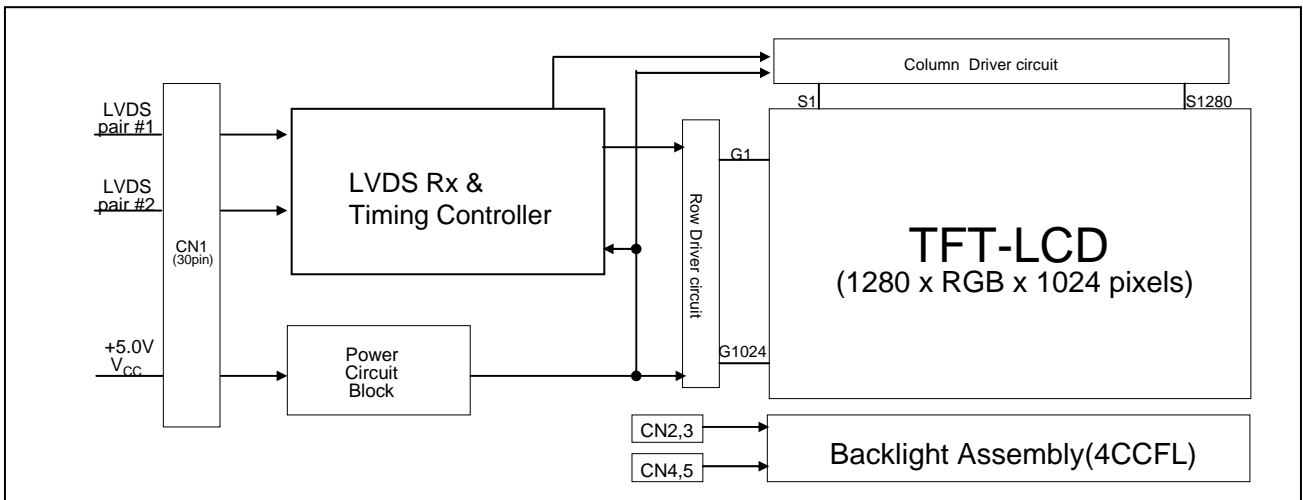 Column Driver circuit
S1
S1280
LVDS
pair #1
LVDS
pair #2
CN1
(30pin)
LVDS Rx &
Timing Controller
Row Driver circuit
G1
G1024
TFT-LCD
(1280 x RGB x 1024 pixels)
+5.0V
VCC
Power
Circuit
Block
CN2,3
CN4,5
Backlight Assembly(4CCFL)